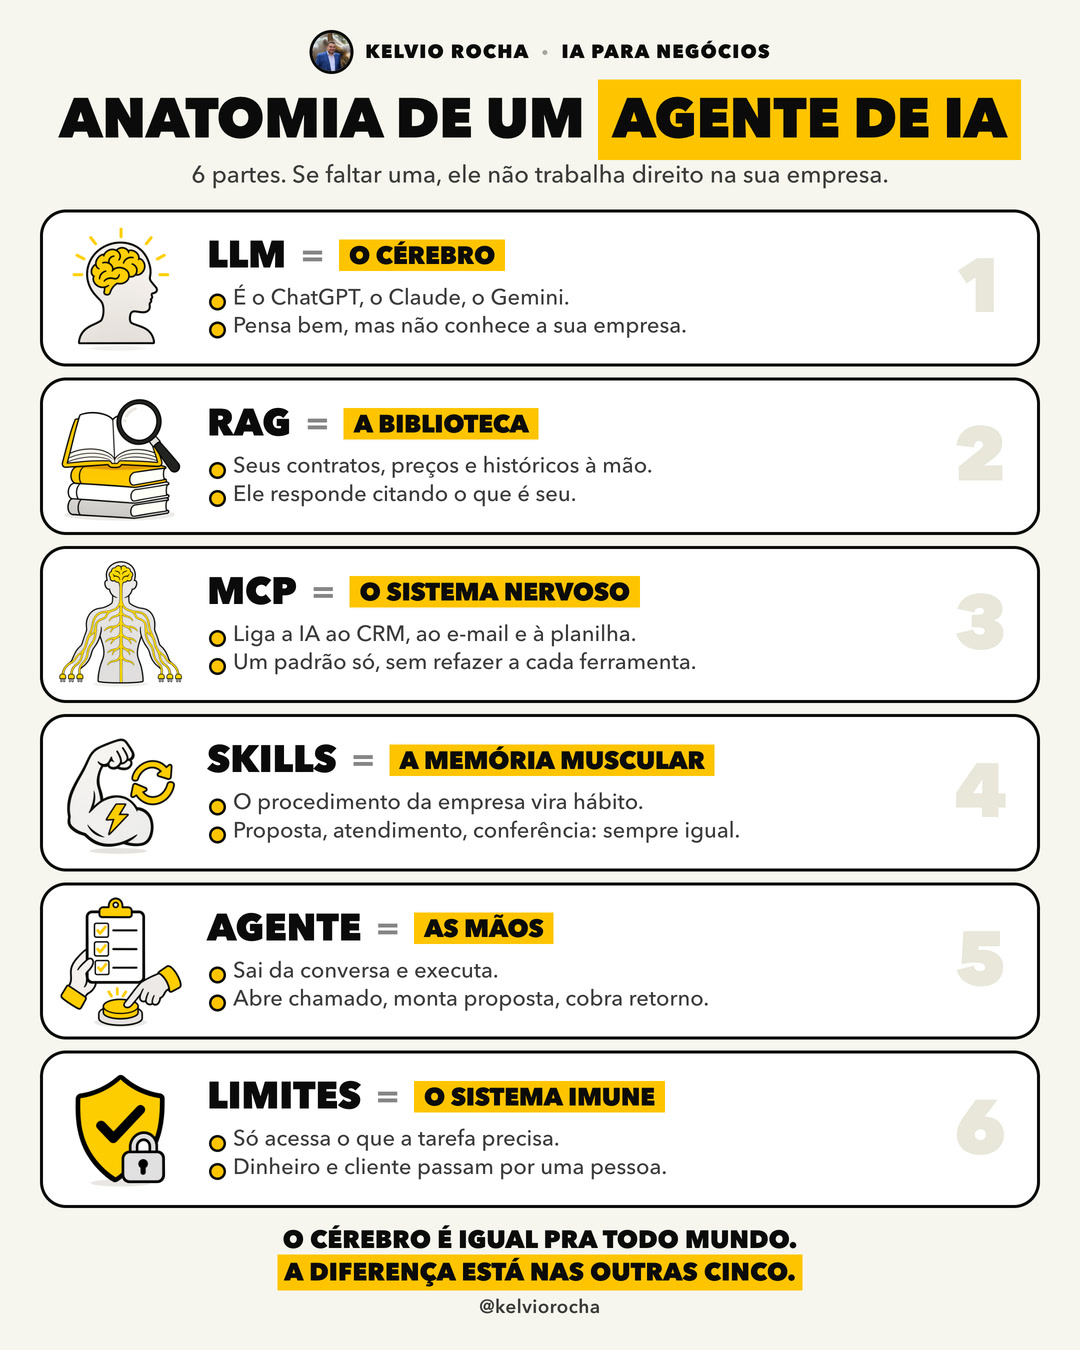 KELVIO ROCHA • IA PARA NEGÓCIOS
ANATOMIA DE UM AGENTE DE IA
6 partes. Se faltar uma, ele não trabalha direito na sua empresa.
LLM = O CÉREBRO
É o ChatGPT, o Claude, o Gemini.
Pensa bem, mas não conhece a sua empresa.
1
RAG = A BIBLIOTECA
Seus contratos, preços e históricos à mão.
Ele responde citando o que é seu.
2
MCP = O SISTEMA NERVOSO
Liga a IA ao CRM, ao e-mail e à planilha.
Um padrão só, sem refazer a cada ferramenta.
3
SKILLS = A MEMÓRIA MUSCULAR
O procedimento da empresa vira hábito.
Proposta, atendimento, conferência: sempre igual.
4
AGENTE = AS MÃOS
Sai da conversa e executa.
Abre chamado, monta proposta, cobra retorno.
5
LIMITES = O SISTEMA IMUNE
Só acessa o que a tarefa precisa.
Dinheiro e cliente passam por uma pessoa.
6
O CÉREBRO É IGUAL PRA TODO MUNDO.
A DIFERENÇA ESTÁ NAS OUTRAS CINCO.
@kelviorocha